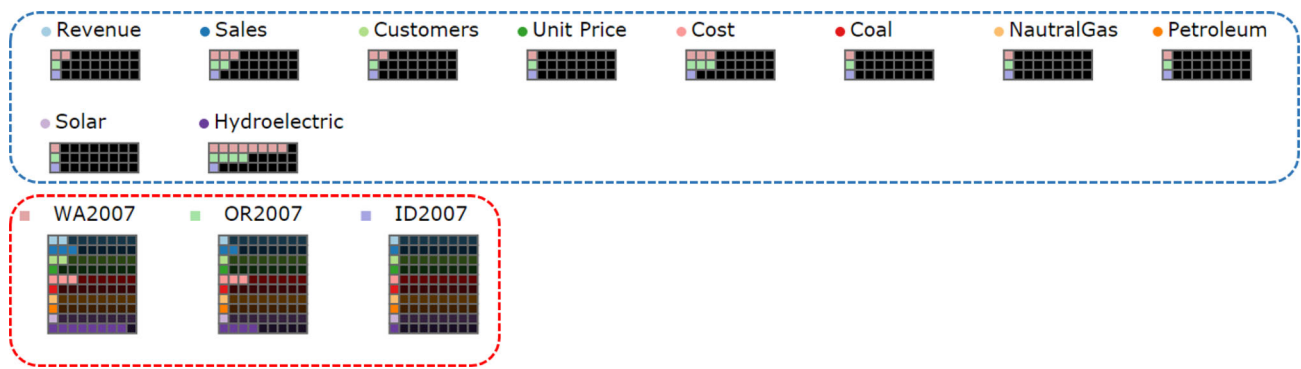 Revenue Sales Customers Unit Price Cost Coal NautralGas Petroleum
Solar Hydroelectric
WA2007 OR2007 ID2007